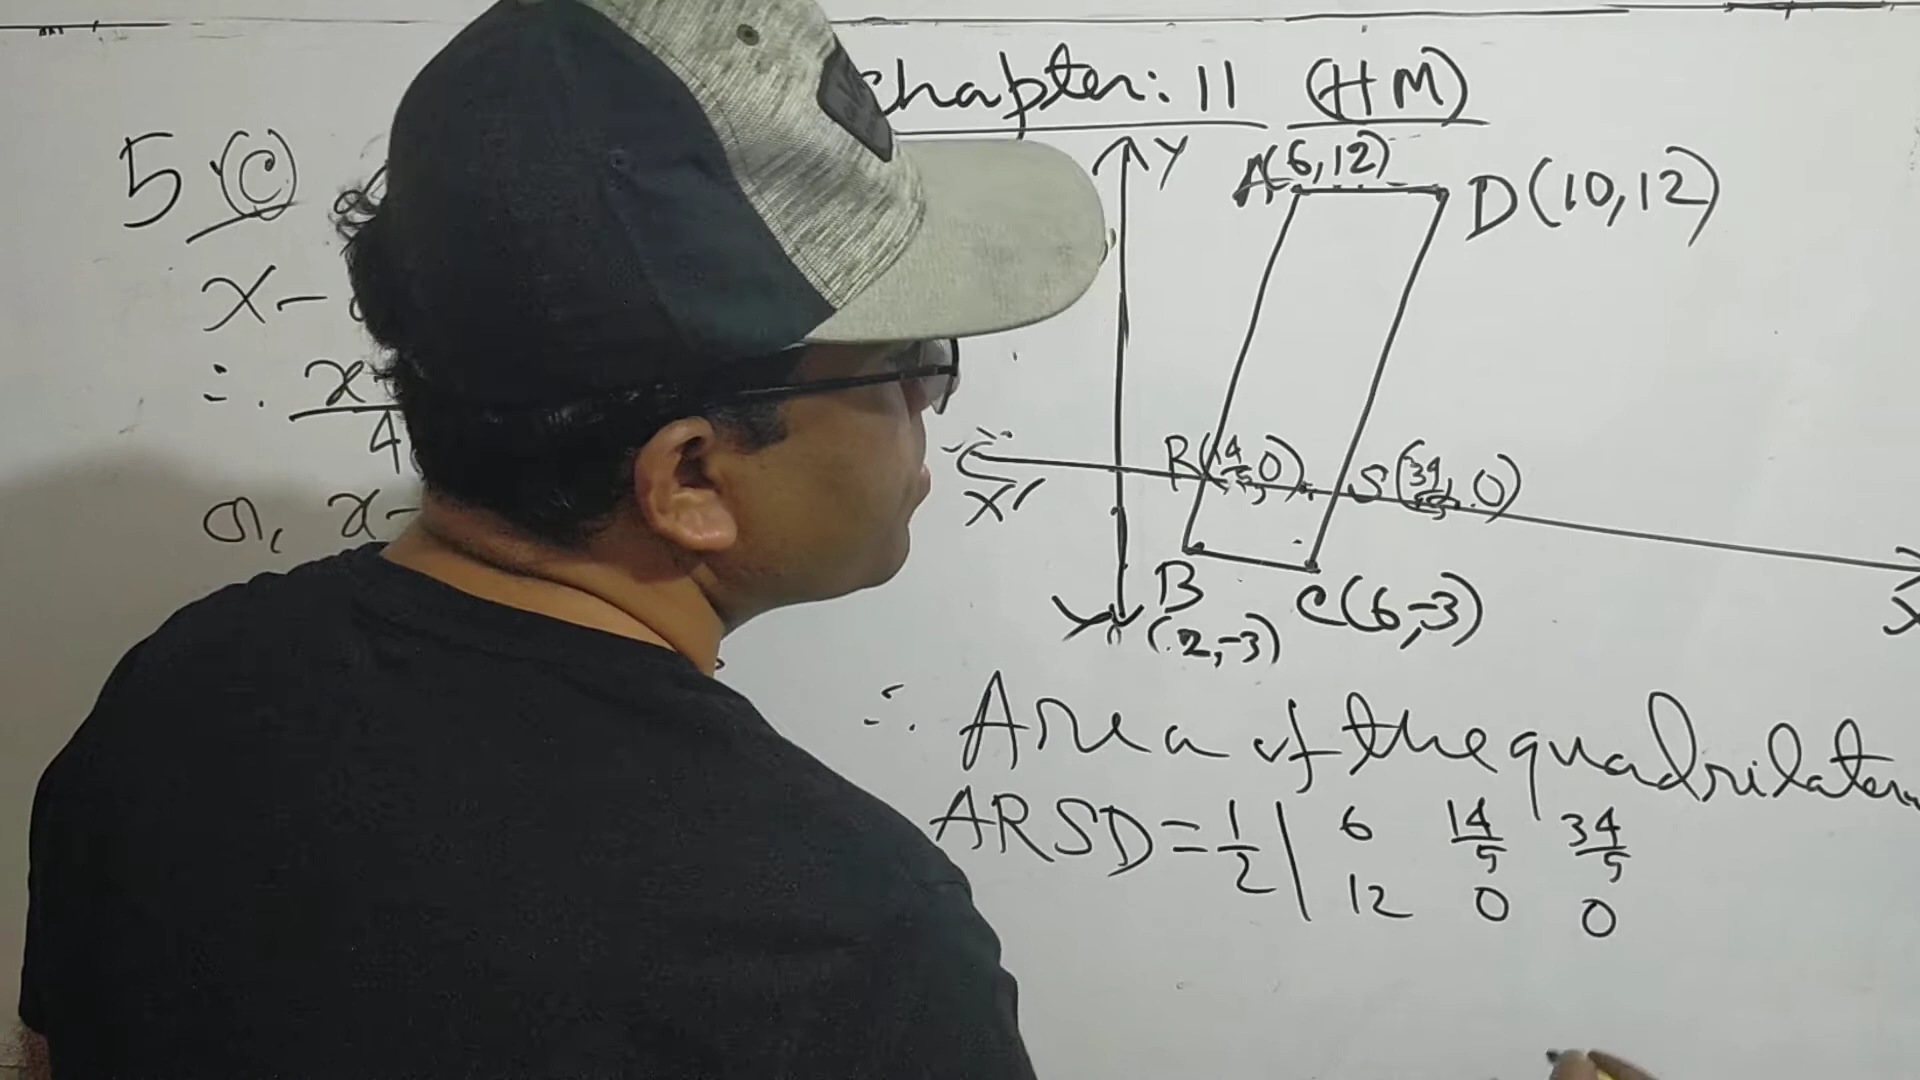 Chapter: 11 (HM)
5 (C)
x-
∴ x-
4
or, x-
Y
A(6,12)
D(10,12)
R(14/5,0)
S(34/5,0)
X'
X
B
(2,-3)
C(6,-3)
Y'
∴ Area of the quadrilateral
ARSD = 1/2 | 6 14/5 34/5
12 0 0